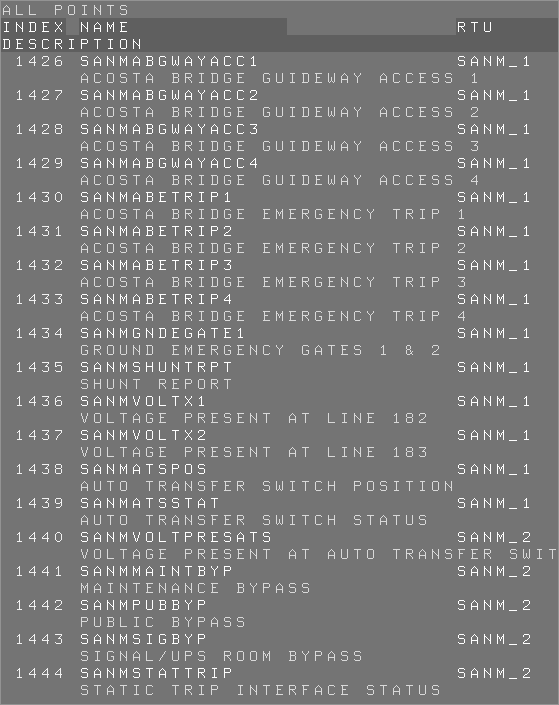 ALL POINTS
INDEX NAME RTU
DESCRIPTION
1426 SANMABGWAYACC1 SANM_1
ACOSTA BRIDGE GUIDEWAY ACCESS 1
1427 SANMABGWAYACC2 SANM_1
ACOSTA BRIDGE GUIDEWAY ACCESS 2
1428 SANMABGWAYACC3 SANM_1
ACOSTA BRIDGE GUIDEWAY ACCESS 3
1429 SANMABGWAYACC4 SANM_1
ACOSTA BRIDGE GUIDEWAY ACCESS 4
1430 SANMABETRIP1 SANM_1
ACOSTA BRIDGE EMERGENCY TRIP 1
1431 SANMABETRIP2 SANM_1
ACOSTA BRIDGE EMERGENCY TRIP 2
1432 SANMABETRIP3 SANM_1
ACOSTA BRIDGE EMERGENCY TRIP 3
1433 SANMABETRIP4 SANM_1
ACOSTA BRIDGE EMERGENCY TRIP 4
1434 SANMGNDEGATE1 SANM_1
GROUND EMERGENCY GATES 1 & 2
1435 SANMSHUNTRPT SANM_1
SHUNT REPORT
1436 SANMVOLTX1 SANM_1
VOLTAGE PRESENT AT LINE 182
1437 SANMVOLTX2 SANM_1
VOLTAGE PRESENT AT LINE 183
1438 SANMATSPOS SANM_1
AUTO TRANSFER SWITCH POSITION
1439 SANMATSSTAT SANM_1
AUTO TRANSFER SWITCH STATUS
1440 SANMVOLTPRESATS SANM_2
VOLTAGE PRESENT AT AUTO TRANSFER SWIT
1441 SANMMAINTBYP SANM_2
MAINTENANCE BYPASS
1442 SANMPUBBYP SANM_2
PUBLIC BYPASS
1443 SANMSIGBYP SANM_2
SIGNAL/UPS ROOM BYPASS
1444 SANMSTATTRIP SANM_2
STATIC TRIP INTERFACE STATUS